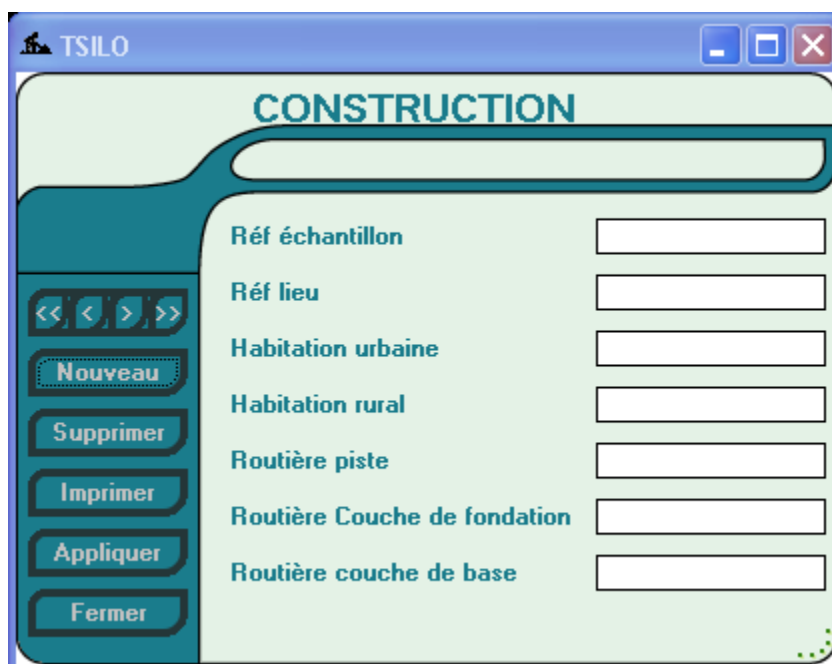 TSILO
CONSTRUCTION
Réf échantillon
Réf lieu
Habitation urbaine
Habitation rural
Routière piste
Routière Couche de fondation
Routière couche de base
<< < > >>
Nouveau
Supprimer
Imprimer
Appliquer
Fermer